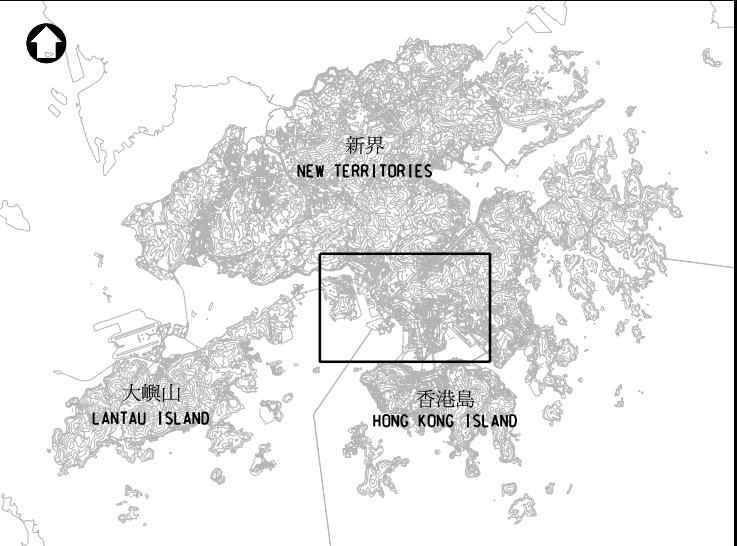 新界
NEW TERRITORIES
大嶼山
LANTAU ISLAND
香港島
HONG KONG ISLAND